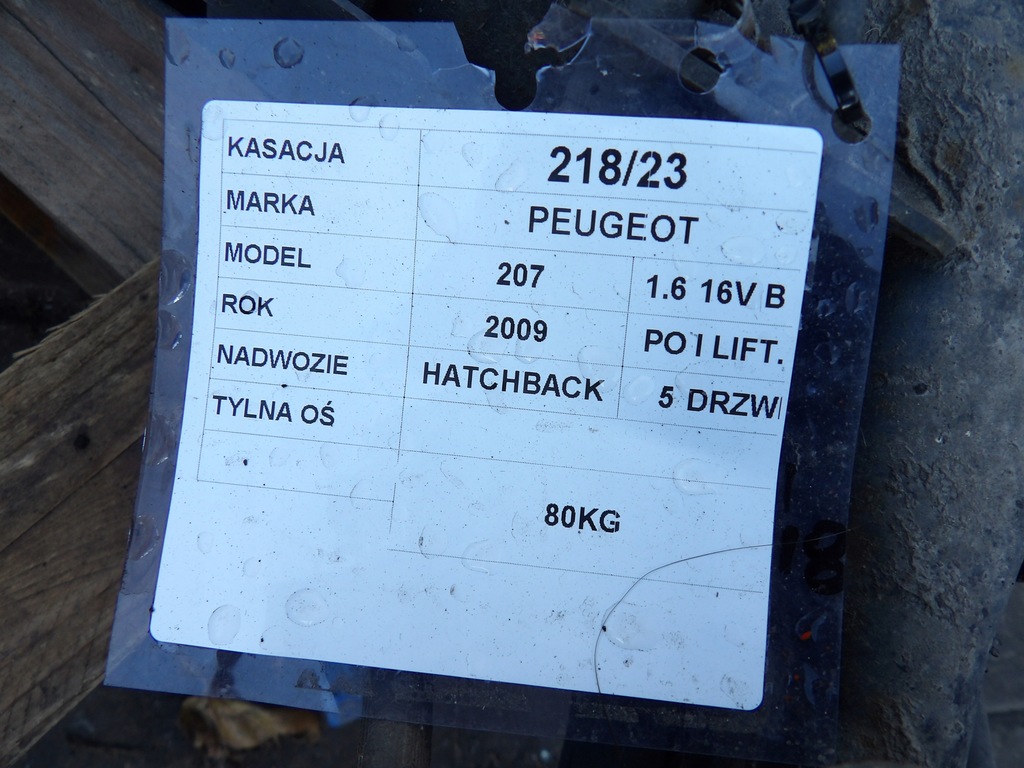 KASACJA 218/23
MARKA PEUGEOT
MODEL 207 1.6 16V B
ROK 2009 PO I LIFT.
NADWOZIE HATCHBACK 5 DRZWI
TYLNA OŚ
80KG